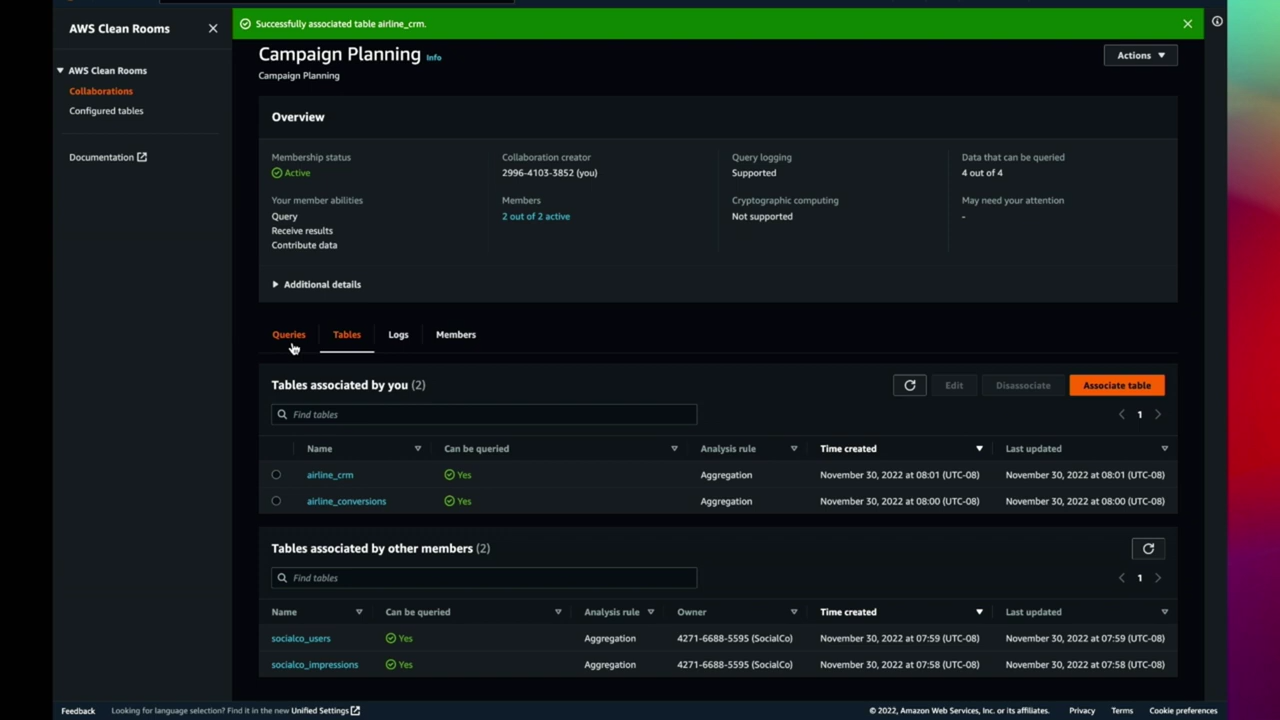 Successfully associated table airline_crm.
AWS Clean Rooms
Campaign Planning Info
Actions
Campaign Planning
AWS Clean Rooms
Collaborations
Configured tables
Documentation
Overview
Membership status
Active
Collaboration creator
2996-4103-3852 (you)
Query logging
Supported
Data that can be queried
4 out of 4
Your member abilities
Query
Receive results
Contribute data
Members
2 out of 2 active
Cryptographic computing
Not supported
May need your attention
-
Additional details
Queries Tables Logs Members
Tables associated by you (2)
Edit Disassociate Associate table
Find tables
1
Name Can be queried Analysis rule Time created Last updated
airline_crm Yes Aggregation November 30, 2022 at 08:01 (UTC-08) November 30, 2022 at 08:01 (UTC-08)
airline_conversions Yes Aggregation November 30, 2022 at 08:00 (UTC-08) November 30, 2022 at 08:00 (UTC-08)
Tables associated by other members (2)
Find tables
1
Name Can be queried Analysis rule Owner Time created Last updated
socialco_users Yes Aggregation 4271-6688-5595 (SocialCo) November 30, 2022 at 07:59 (UTC-08) November 30, 2022 at 07:59 (UTC-08)
socialco_impressions Yes Aggregation 4271-6688-5595 (SocialCo) November 30, 2022 at 07:58 (UTC-08) November 30, 2022 at 07:58 (UTC-08)
Feedback Looking for language selection? Find it in the new Unified Settings © 2022, Amazon Web Services, Inc. or its affiliates. Privacy Terms Cookie preferences